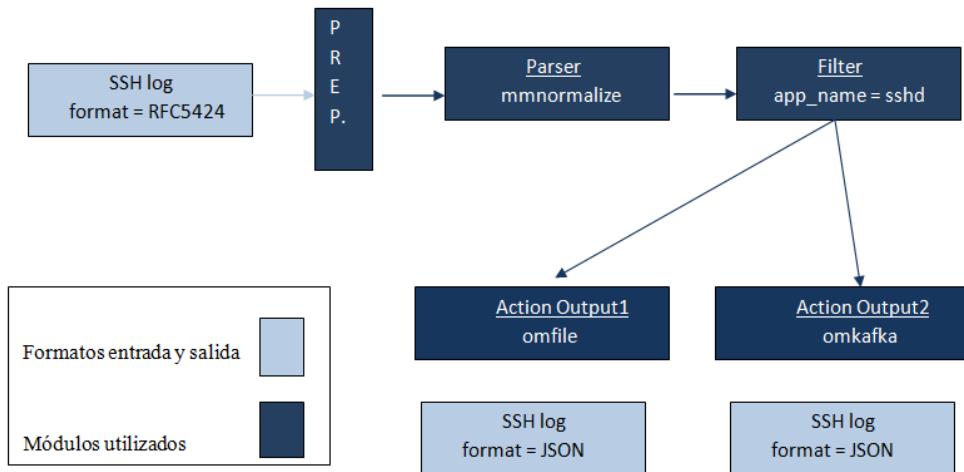 SSH log
format = RFC5424
P
R
E
P.
Parser
mmnormalize
Filter
app_name = sshd
Action Output1
omfile
Action Output2
omkafka
SSH log
format = JSON
SSH log
format = JSON
Formatos entrada y salida
Módulos utilizados